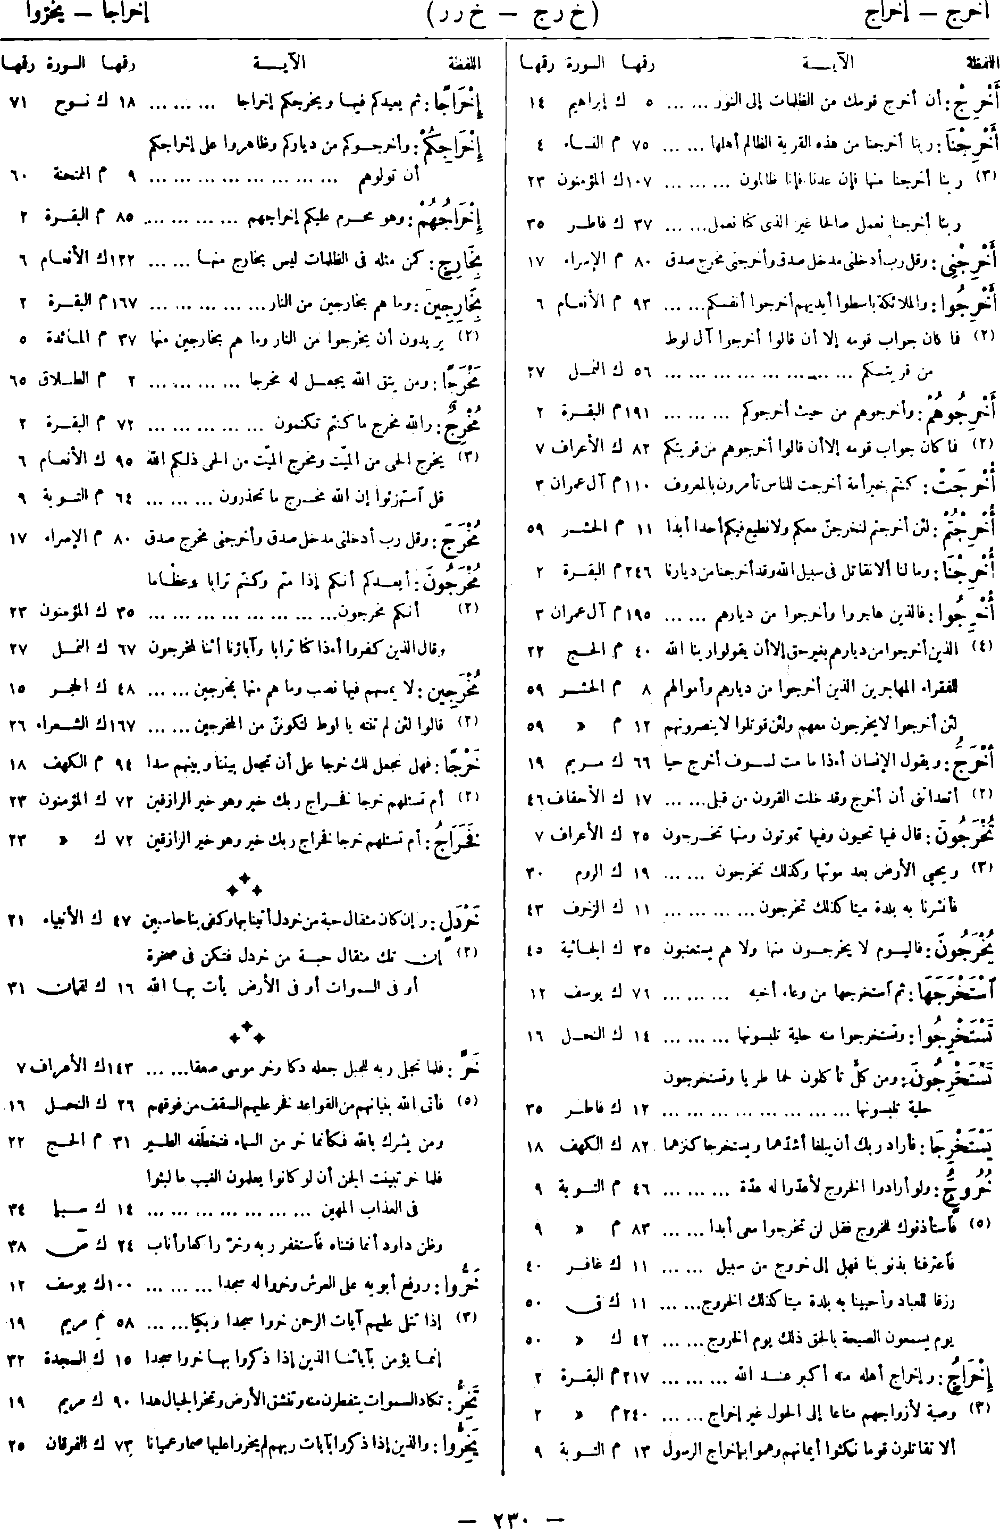 أخرج — إخراج
(خ ر ج — خ ر ر)
إخراجا — يخرّوا
اللفظة الآيــة رقمها السورة رقمها
أَخْرِجْ: أن أخرج قومك من الظلمات إلى النور ... ... ٥ ك إبراهيم ١٤
أَخْرِجْنَا: ربنا أخرجنا من هذه القرية الظالم أهلها ... ... ٧٥ م النساء ٤
(٣) ربنا أخرجنا منها فإن عدنا فإنا ظالمون ... ... ... ١٠٧ك المؤمنون ٢٣
ربنا أخرجنا نعمل صالحا غير الذى كنا نعمل ... ... ٣٧ ك فاطر ٣٥
أَخْرِجْنِى: وقل رب أدخلنى مدخل صدق وأخرجنى مخرج صدق ٨٠ م الإسراء ١٧
أَخْرِجُوا: والملائكة باسطوا أيديهم أخرجوا أنفسكم ... ... ٩٣ م الأنعام ٦
(٢) فما كان جواب قومه إلا أن قالوا أخرجوا آل لوط
من قريتكم ... ... ... ... ... ... ... ... ٥٦ ك النمل ٢٧
أَخْرِجُوهُمْ: وأخرجوهم من حيث أخرجوكم ... ... ... ١٩١م البقرة ٢
(٢) فما كان جواب قومه إلا أن قالوا أخرجوهم من قريتكم ٨٢ ك الأعراف ٧
أُخْرِجَتْ: كنتم خير أمة أخرجت للناس تأمرون بالمعروف ١١٠م آل عمران ٣
أُخْرِجْتُمْ: لئن أخرجتم لنخرجن معكم ولا نطيع فيكم أحدا أبدا ١١ م الحشر ٥٩
أُخْرِجْنَا: وما لنا ألا نقاتل فى سبيل الله وقد أخرجنا من ديارنا ٢٤٦م البقرة ٢
أُخْرِجُوا: فالذين هاجروا وأخرجوا من ديارهم ... ... ١٩٥م آل عمران ٣
(٤) الذين أخرجوا من ديارهم بغير حق إلا أن يقولوا ربنا الله ٤٠ م الحج ٢٢
للفقراء المهاجرين الذين أخرجوا من ديارهم وأموالهم ٨ م الحشر ٥٩
لئن أخرجوا لا يخرجون معهم ولئن قوتلوا لا ينصرونهم ١٢ م » ٥٩
أُخْرَجُ: ويقول الإنسان أءذا ما مت لسوف أخرج حيا ٦٦ ك مريم ١٩
(٢) أتعداننى أن أخرج وقد خلت القرون من قبلى ... ... ١٧ ك الأحقاف ٤٦
تُخْرَجُونَ: قال فيها تحيون وفيها تموتون ومنها تخرجون ٢٥ ك الأعراف ٧
(٣) ويحيي الأرض بعد موتها وكذلك تخرجون ... ... ١٩ ك الروم ٣٠
فأنشرنا به بلدة ميتا كذلك تخرجون ... ... ... ... ١١ ك الزخرف ٤٣
يُخْرَجُونَ: فاليوم لا يخرجون منها ولا هم يستعتبون ٣٥ ك الجاثية ٤٥
ٱسْتَخْرَجَهَا: ثم ٱستخرجها من وعاء أخيه ... ... ... ٧٦ ك يوسف ١٢
تَسْتَخْرِجُوا: وتستخرجوا منه حلية تلبسونها ... ... ... ١٤ ك النحل ١٦
تَسْتَخْرِجُونَ: ومن كل تأكلون لحما طريا وتستخرجون
حلية تلبسونها ... ... ... ... ... ... ... ١٢ ك فاطر ٣٥
يَسْتَخْرِجَا: فأراد ربك أن يبلغا أشدهما ويستخرجا كنزهما ٨٢ ك الكهف ١٨
خُرُوجٌ: ولو أرادوا الخروج لأعدوا له عدة ... ... ... ٤٦ م التوبة ٩
(٥) فٱستأذنوك للخروج فقل لن تخرجوا معى أبدا ... ... ٨٣ م » ٩
فٱعترفنا بذنوبنا فهل إلى خروج من سبيل ... ... ١١ ك غافر ٤٠
رزقا للعباد وأحيينا به بلدة ميتا كذلك الخروج ... ... ١١ ك ق ٥٠
يوم يسمعون الصيحة بالحق ذلك يوم الخروج ... ... ٤٢ ك » ٥٠
إِخْرَاجُ: وإخراج أهله منه أكبر عند الله ... ... ... ٢١٧م البقرة ٢
(٣) وصية لأزواجهم متاعا إلى الحول غير إخراج ... ... ٢٤٠م » ٢
ألا تقاتلون قوما نكثوا أيمانهم وهموا بإخراج الرسول ١٣ م التوبة ٩
اللفظة الآيــة رقمها السورة رقمها
إِخْرَاجًا: ثم يعيدكم فيها ويخرجكم إخراجا ... ... ... ١٨ ك نوح ٧١
إِخْرَاجِكُمْ: وأخرجوكم من دياركم وظاهروا على إخراجكم
أن تولوهم ... ... ... ... ... ... ... ... ٩ م الممتحنة ٦٠
إِخْرَاجُهُمْ: وهو محرم عليكم إخراجهم ... ... ... ... ٨٥ م البقرة ٢
بِخَارِجٍ: كمن مثله فى الظلمات ليس بخارج منها ... ... ١٢٢ك الأنعام ٦
بِخَارِجِينَ: وما هم بخارجين من النار ... ... ... ... ١٦٧م البقرة ٢
(٢) يريدون أن يخرجوا من النار وما هم بخارجين منها ٣٧ م المائدة ٥
مَخْرَجًا: ومن يتق الله يجعل له مخرجا ... ... ... ... ٢ م الطلاق ٦٥
مُخْرِجٌ: والله مخرج ما كنتم تكتمون ... ... ... ... ٧٢ م البقرة ٢
(٣) يخرج الحى من الميّت ومخرج الميّت من الحى ذلكم الله ٩٥ ك الأنعام ٦
قل ٱستهزئوا إن الله مخرج ما تحذرون ... ... ... ٦٤ م التوبة ٩
مُخْرَجَ: وقل رب أدخلنى مدخل صدق وأخرجنى مخرج صدق ٨٠ م الإسراء ١٧
مُخْرَجُونَ: أيعدكم أنكم إذا متم وكنتم ترابا وعظاما
(٢) أنكم مخرجون ... ... ... ... ... ... ... ... ٣٥ ك المؤمنون ٢٣
وقال الذين كفروا أءذا كنا ترابا وآباؤنا أئنا لمخرجون ٦٧ ك النمل ٢٧
مُخْرَجِينَ: لا يمسهم فيها نصب وما هم منها بمخرجين ... ... ٤٨ ك الحجر ١٥
(٢) قالوا لئن لم تنته يا لوط لتكوننّ من المخرجين ... ... ١٦٧ك الشعراء ٢٦
خَرْجًا: فهل نجعل لك خرجا على أن تجعل بيننا وبينهم سدا ٩٤ م الكهف ١٨
(٢) أم تسئلهم خرجا فخراج ربك خير وهو خير الرازقين ٧٢ ك المؤمنون ٢٣
فَخَرَاجُ: أم تسئلهم خرجا فخراج ربك خير وهو خير الرازقين ٧٢ ك » ٢٣
خَرْدَلٍ: وإن كان مثقال حبة من خردل أتينا بها وكفى بنا حاسبين ٤٧ ك الأنبياء ٢١
(٢) إن تك مثقال حبة من خردل فتكن فى صخرة
أو فى السموات أو فى الأرض يأت بها الله ١٦ ك لقمان ٣١
خَرَّ: فلما تجلى ربه للجبل جعله دكا وخر موسى صعقا ... ... ١٤٣ك الأعراف ٧
(٥) فأتى الله بنيانهم من القواعد فخر عليهم السقف من فوقهم ٢٦ ك النحل ١٦
ومن يشرك بالله فكأنما خر من السماء فتخطّفه الطير ٣١ م الحج ٢٢
فلما خر تبينت الجن أن لو كانوا يعلمون الغيب ما لبثوا
فى العذاب المهين ... ... ... ... ... ... ... ١٤ ك سبأ ٣٤
وظن داود أنما فتناه فٱستغفر ربه وخرّ راكعا وأناب ٢٤ ك ص ٣٨
خَرُّوا: ورفع أبويه على العرش وخروا له سجدا ... ... ... ١٠٠ك يوسف ١٢
(٣) إذا تتلى عليهم آيات الرحمن خروا سجدا وبكيا ... ... ٥٨ م مريم ١٩
إنما يؤمن بآياتنا الذين إذا ذكروا بها خروا سجدا ١٥ ك السجدة ٣٢
تَخِرُّ: تكاد السموات يتفطرن منه وتنشق الأرض وتخر الجبال هدا ٩٠ ك مريم ١٩
يَخِرُّوا: والذين إذا ذكروا بآيات ربهم لم يخروا عليها صما وعميانا ٧٣ ك الفرقان ٢٥
— ٢٣٠ —